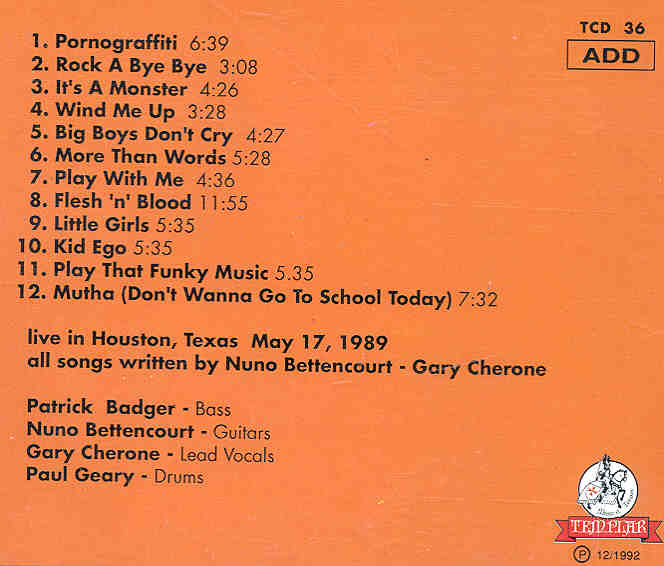 TCD 36
ADD
1. Pornograffiti 6:39
2. Rock A Bye Bye 3:08
3. It's A Monster 4:26
4. Wind Me Up 3:28
5. Big Boys Don't Cry 4:27
6. More Than Words 5:28
7. Play With Me 4:36
8. Flesh 'n' Blood 11:55
9. Little Girls 5:35
10. Kid Ego 5:35
11. Play That Funky Music 5.35
12. Mutha (Don't Wanna Go To School Today) 7:32
live in Houston, Texas May 17, 1989
all songs written by Nuno Bettencourt - Gary Cherone
Patrick Badger - Bass
Nuno Bettencourt - Guitars
Gary Cherone - Lead Vocals
Paul Geary - Drums
TEMPLAR
℗ 12/1992